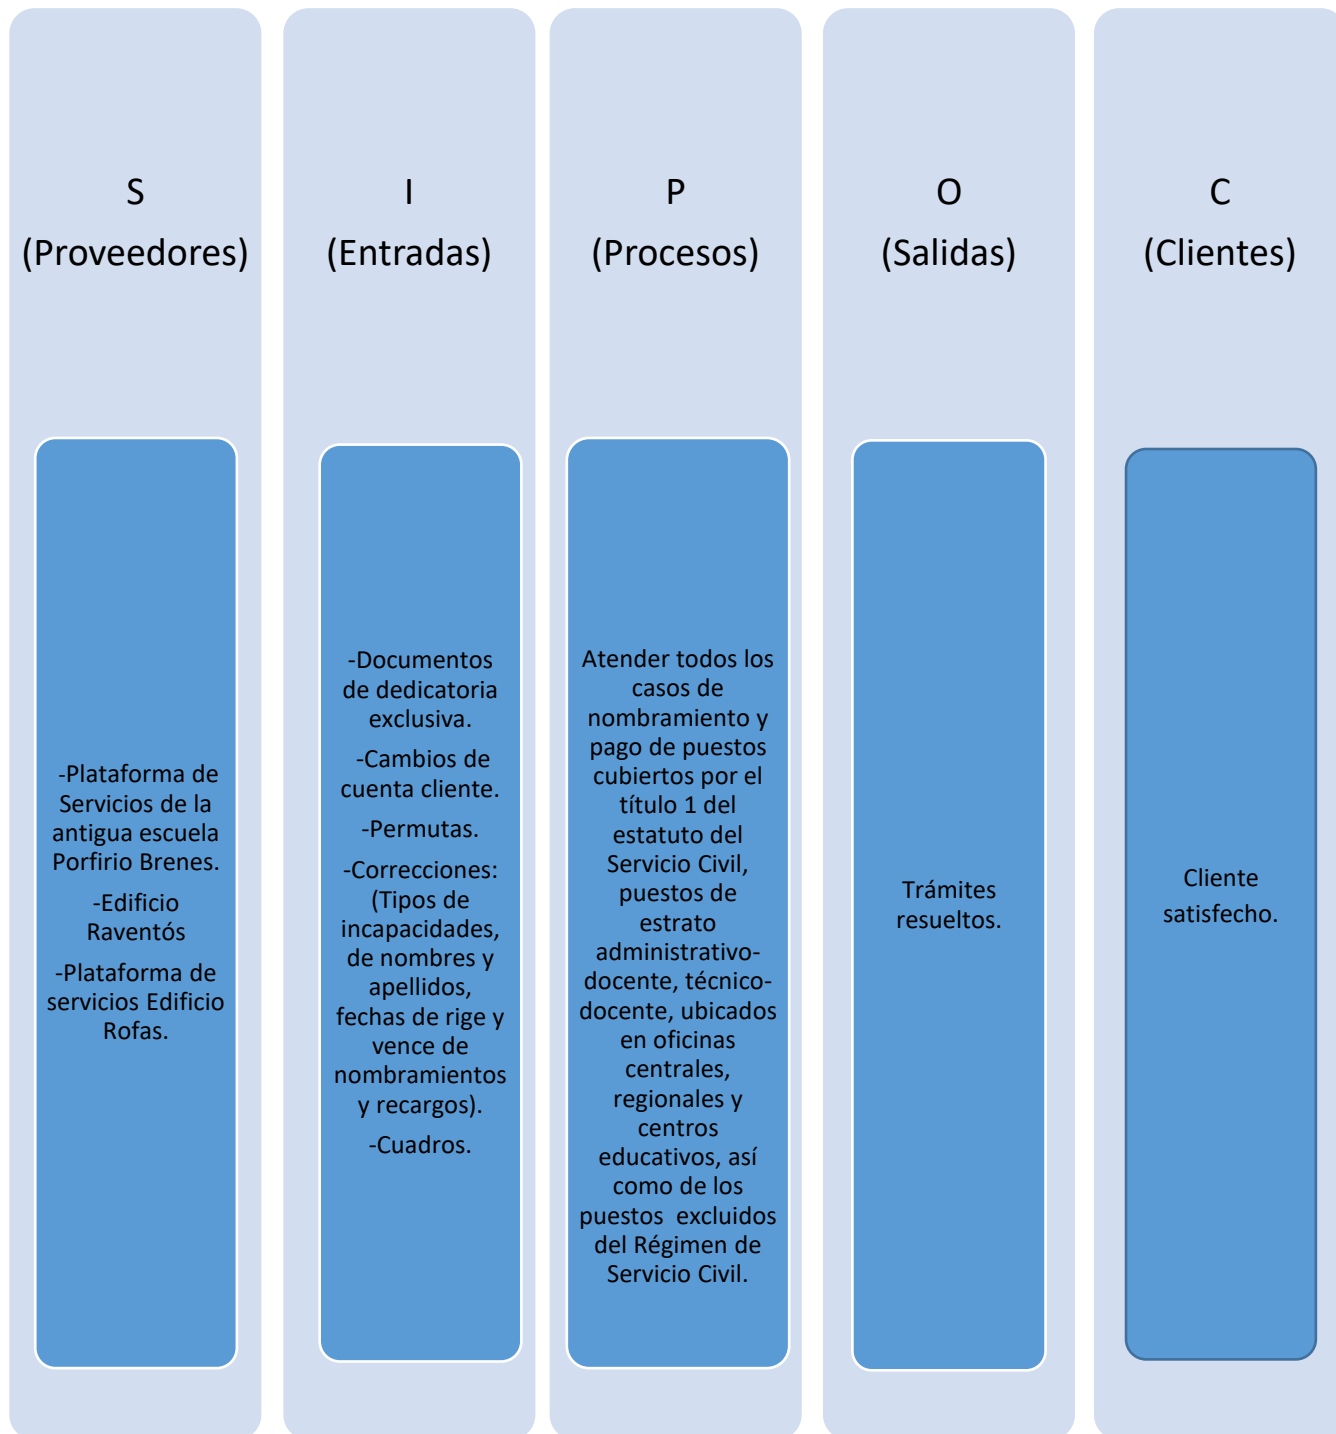 S
(Proveedores)
-Plataforma de
Servicios de la
antigua escuela
Porfirio Brenes.
-Edificio
Raventós
-Plataforma de
servicios Edificio
Rofas.
I
(Entradas)
-Documentos
de dedicatoria
exclusiva.
-Cambios de
cuenta cliente.
-Permutas.
-Correcciones:
(Tipos de
incapacidades,
de nombres y
apellidos,
fechas de rige y
vence de
nombramientos
y recargos).
-Cuadros.
P
(Procesos)
Atender todos los
casos de
nombramiento y
pago de puestos
cubiertos por el
título 1 del
estatuto del
Servicio Civil,
puestos de
estrato
administrativo-
docente, técnico-
docente, ubicados
en oficinas
centrales,
regionales y
centros
educativos, así
como de los
puestos excluidos
del Régimen de
Servicio Civil.
O
(Salidas)
Trámites
resueltos.
C
(Clientes)
Cliente
satisfecho.